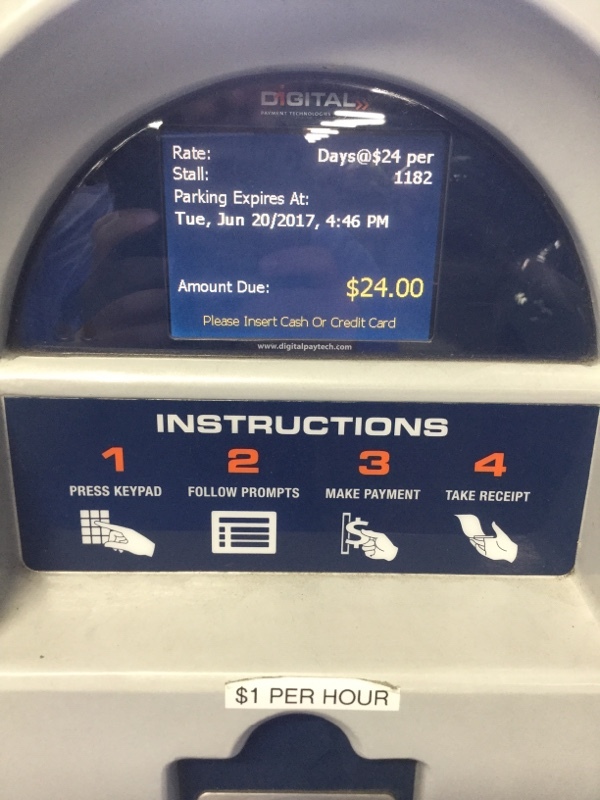 DIGITAL
PAYMENT TECHNOLOGIES
Rate: Days@$24 per
Stall: 1182
Parking Expires At:
Tue, Jun 20/2017, 4:46 PM
Amount Due: $24.00
Please Insert Cash Or Credit Card
www.digitalpaytech.com
INSTRUCTIONS
1 2 3 4
PRESS KEYPAD FOLLOW PROMPTS MAKE PAYMENT TAKE RECEIPT
$
$1 PER HOUR